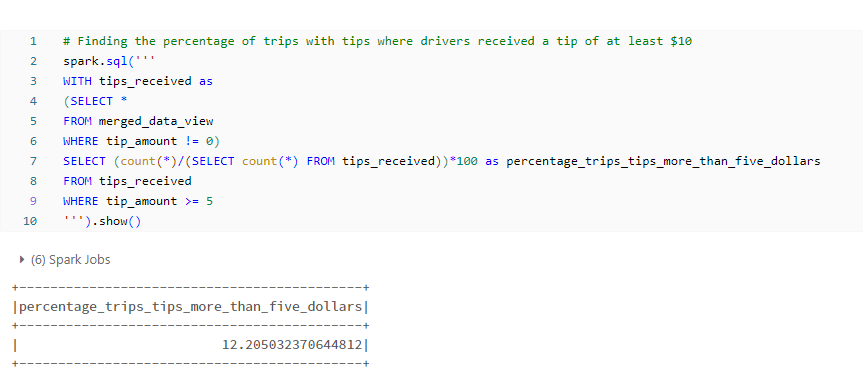 1 # Finding the percentage of trips with tips where drivers received a tip of at least $10
2 spark.sql('''
3 WITH tips_received as
4 (SELECT *
5 FROM merged_data_view
6 WHERE tip_amount != 0)
7 SELECT (count(*)/(SELECT count(*) FROM tips_received))*100 as percentage_trips_tips_more_than_five_dollars
8 FROM tips_received
9 WHERE tip_amount >= 5
10 ''').show()
(6) Spark Jobs
+--------------------------------------------+
|percentage_trips_tips_more_than_five_dollars|
+--------------------------------------------+
|                          12.205032370644812|
+--------------------------------------------+